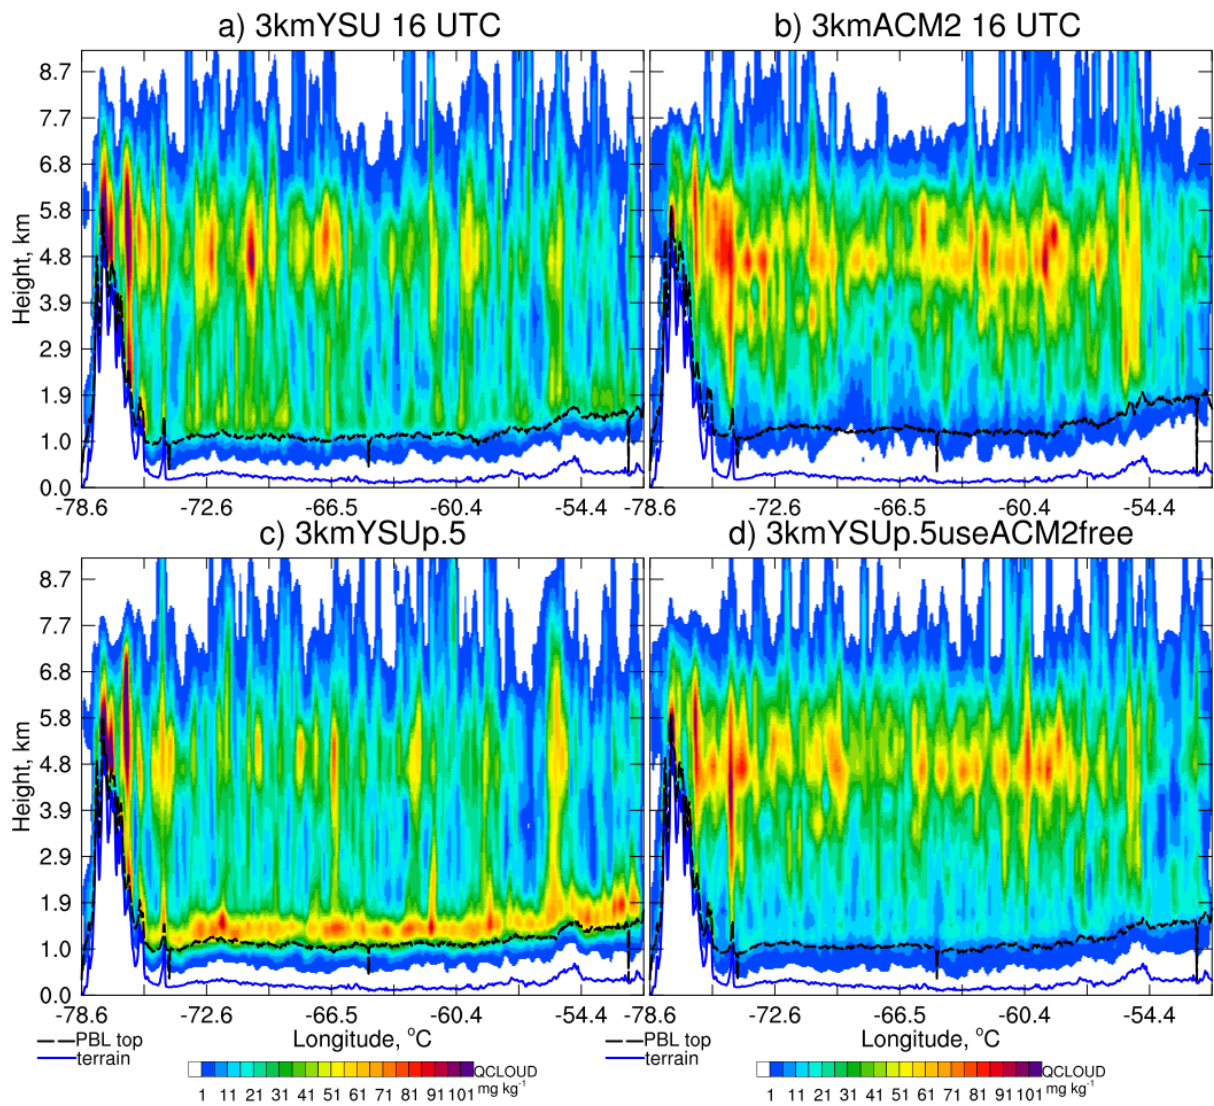 a) 3kmYSU 16 UTC
b) 3kmACM2 16 UTC
Height, km
8.7
7.7
6.8
5.8
4.8
3.9
2.9
1.9
1.0
0.0
-78.6 -72.6 -66.5 -60.4 -54.4 -78.6 -72.6 -66.5 -60.4 -54.4
c) 3kmYSUp.5
d) 3kmYSUp.5useACM2free
Height, km
8.7
7.7
6.8
5.8
4.8
3.9
2.9
1.9
1.0
0.0
-78.6 -72.6 -66.5 -60.4 -54.4 -78.6 -72.6 -66.5 -60.4 -54.4
PBL top Longitude, °C PBL top Longitude, °C
terrain terrain
QCLOUD QCLOUD
1 11 21 31 41 51 61 71 81 91 101 mg kg-1 1 11 21 31 41 51 61 71 81 91 101 mg kg-1